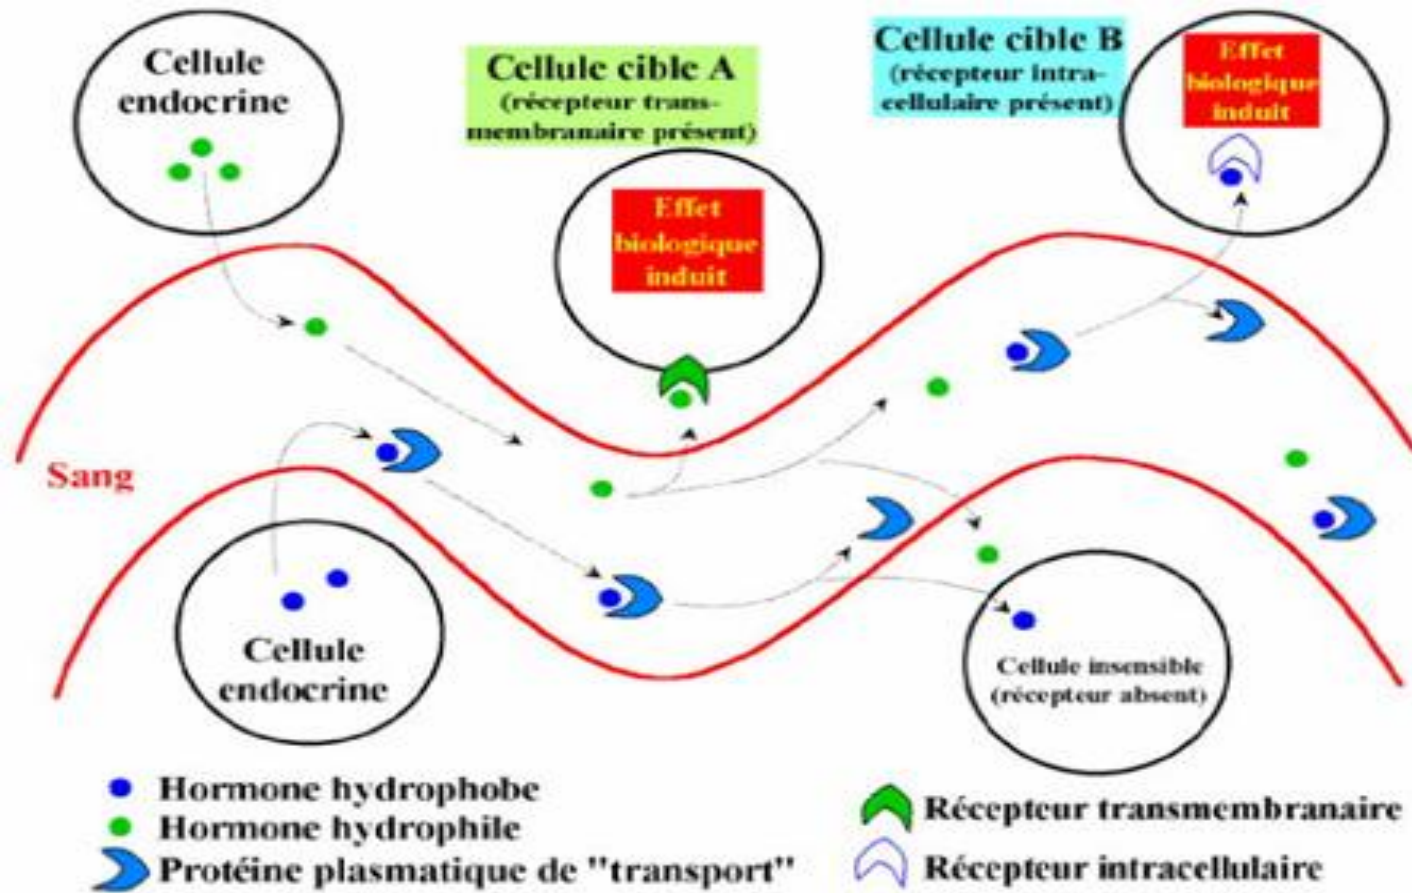 Cellule
endocrine
Cellule cible A
(récepteur trans-
membranaire présent)
Cellule cible B
(récepteur intra-
cellulaire présent)
Effet
biologique
induit
Effet
biologique
induit
Sang
Cellule
endocrine
Cellule insensible
(récepteur absent)
Hormone hydrophobe
Hormone hydrophile
Protéine plasmatique de "transport"
Récepteur transmembranaire
Récepteur intracellulaire